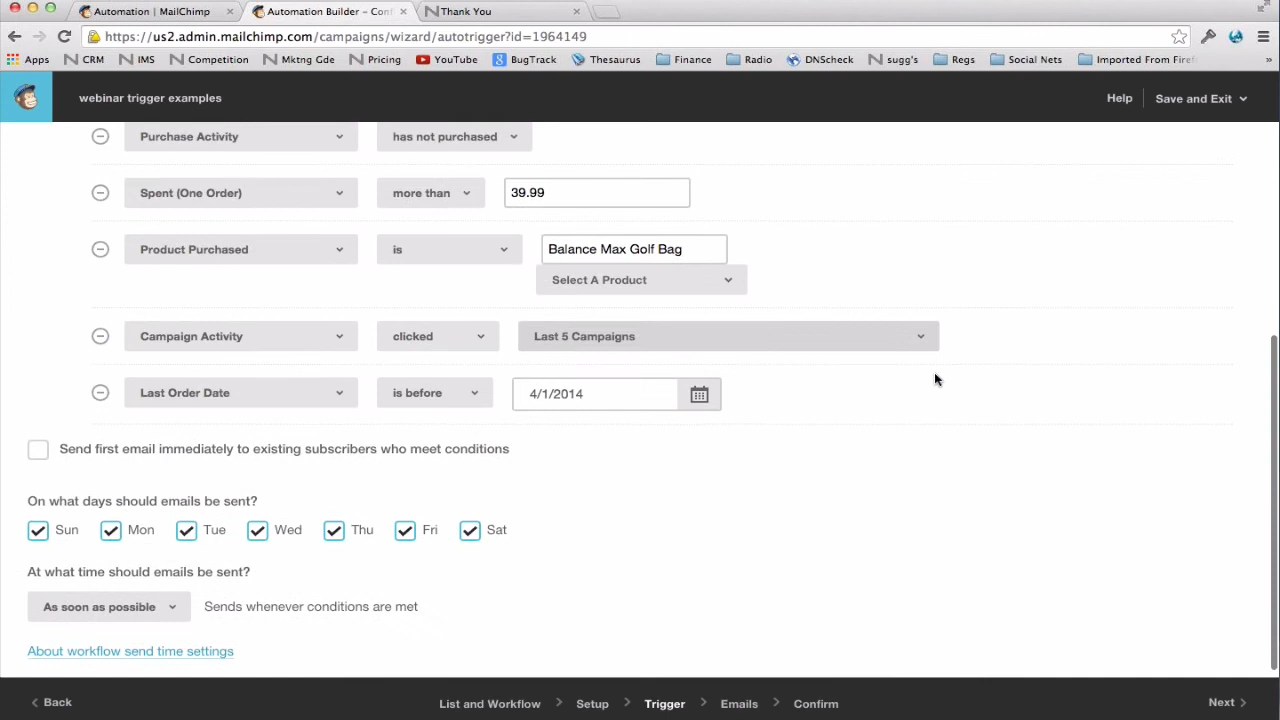 Automation | MailChimp
Automation Builder – Conf
Thank You
https://us2.admin.mailchimp.com/campaigns/wizard/autotrigger?id=1964149
Apps CRM IMS Competition Mktng Gde Pricing YouTube BugTrack Thesaurus Finance Radio DNScheck sugg's Regs Social Nets Imported From Firef »
webinar trigger examples
Help Save and Exit
Purchase Activity has not purchased
Spent (One Order) more than 39.99
Product Purchased is Balance Max Golf Bag
Select A Product
Campaign Activity clicked Last 5 Campaigns
Last Order Date is before 4/1/2014
Send first email immediately to existing subscribers who meet conditions
On what days should emails be sent?
Sun Mon Tue Wed Thu Fri Sat
At what time should emails be sent?
As soon as possible Sends whenever conditions are met
About workflow send time settings
Back List and Workflow > Setup > Trigger > Emails > Confirm Next